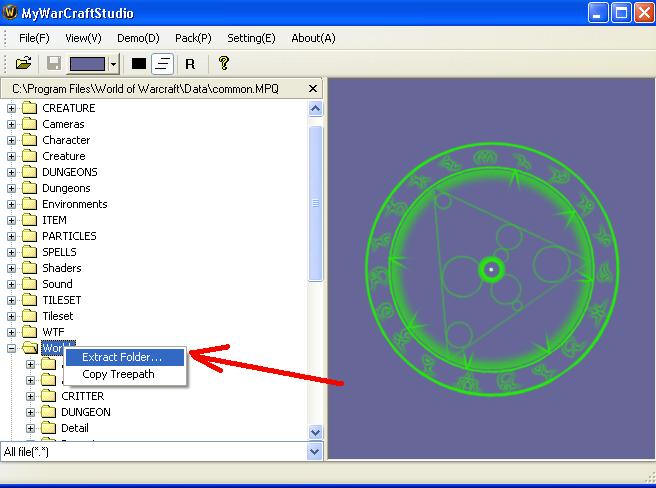 MyWarCraftStudio
File(F) View(V) Demo(D) Pack(P) Setting(E) About(A)
R ?
C:\Program Files\World of Warcraft\Data\common.MPQ
CREATURE
Cameras
Character
Creature
DUNGEONS
Dungeons
Environments
ITEM
PARTICLES
SPELLS
Shaders
Sound
TILESET
Tileset
WTF
World
Extract Folder...
Copy Treepath
CRITTER
DUNGEON
Detail
All file(*.*)